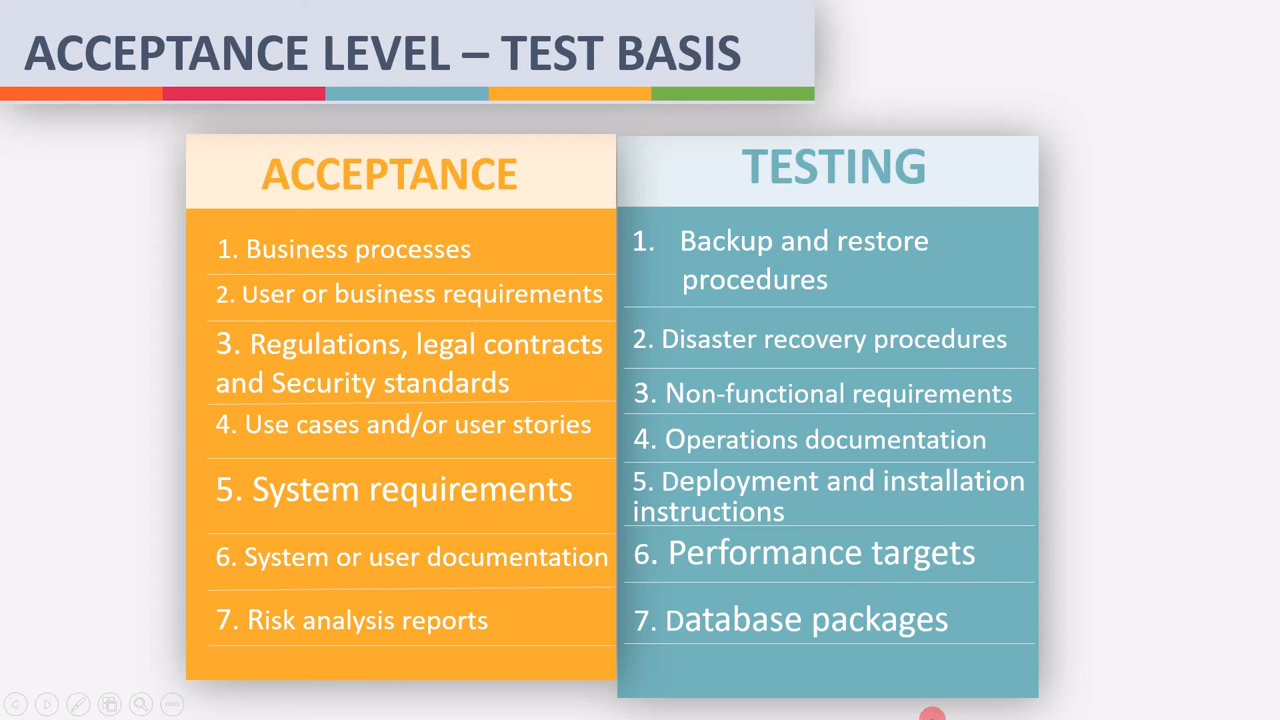 ACCEPTANCE LEVEL – TEST BASIS
ACCEPTANCE
1. Business processes
2. User or business requirements
3. Regulations, legal contracts
and Security standards
4. Use cases and/or user stories
5. System requirements
6. System or user documentation
7. Risk analysis reports
TESTING
1. Backup and restore
procedures
2. Disaster recovery procedures
3. Non-functional requirements
4. Operations documentation
5. Deployment and installation
instructions
6. Performance targets
7. Database packages